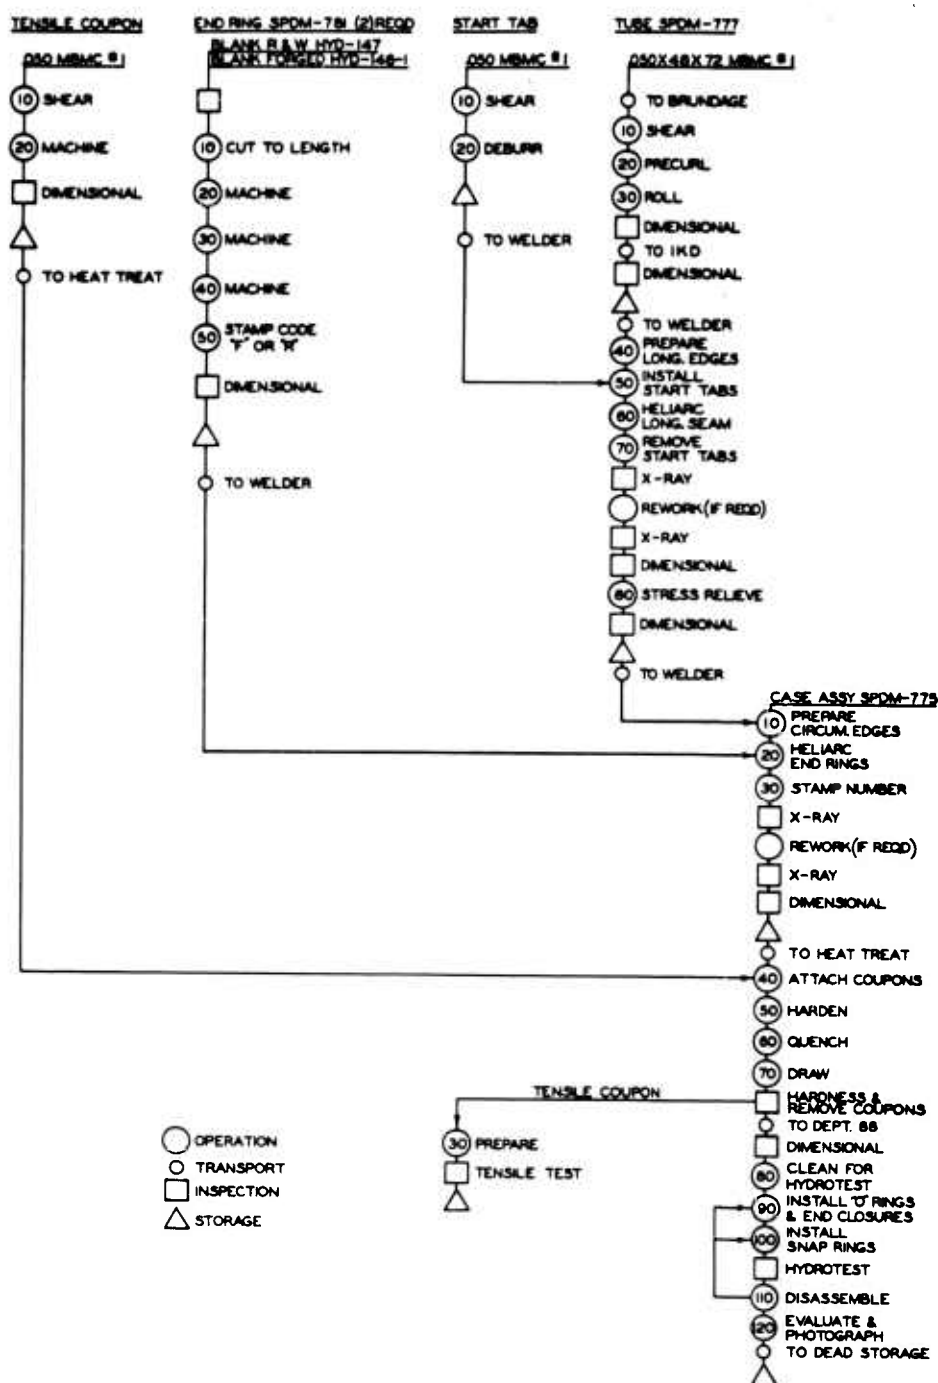 TENSILE COUPON
.050 MBMC #1
10 SHEAR
20 MACHINE
DIMENSIONAL
TO HEAT TREAT
END RING SPDM-781 (2) REQD
BLANK R & W HYD-147
BLANK FORGED HYD-148-1
10 CUT TO LENGTH
20 MACHINE
30 MACHINE
40 MACHINE
50 STAMP CODE
"F" OR "R"
DIMENSIONAL
TO WELDER
START TAB
.050 MBMC #1
10 SHEAR
20 DEBURR
TO WELDER
TUBE SPDM-777
.050X48X72 MBMC #1
TO BRUNDAGE
10 SHEAR
20 PRECURL
30 ROLL
DIMENSIONAL
TO IKD
DIMENSIONAL
TO WELDER
40 PREPARE
LONG. EDGES
50 INSTALL
START TABS
60 HELIARC
LONG. SEAM
70 REMOVE
START TABS
X-RAY
REWORK (IF REQD)
X-RAY
DIMENSIONAL
80 STRESS RELIEVE
DIMENSIONAL
TO WELDER
CASE ASSY SPDM-775
10 PREPARE
CIRCUM. EDGES
20 HELIARC
END RINGS
30 STAMP NUMBER
X-RAY
REWORK (IF REQD)
X-RAY
DIMENSIONAL
TO HEAT TREAT
40 ATTACH COUPONS
50 HARDEN
60 QUENCH
70 DRAW
HARDNESS &
REMOVE COUPONS
TO DEPT. 88
DIMENSIONAL
80 CLEAN FOR
HYDROTEST
90 INSTALL "O" RINGS
& END CLOSURES
100 INSTALL
SNAP RINGS
HYDROTEST
110 DISASSEMBLE
120 EVALUATE &
PHOTOGRAPH
TO DEAD STORAGE
TENSILE COUPON
30 PREPARE
TENSILE TEST
OPERATION
TRANSPORT
INSPECTION
STORAGE